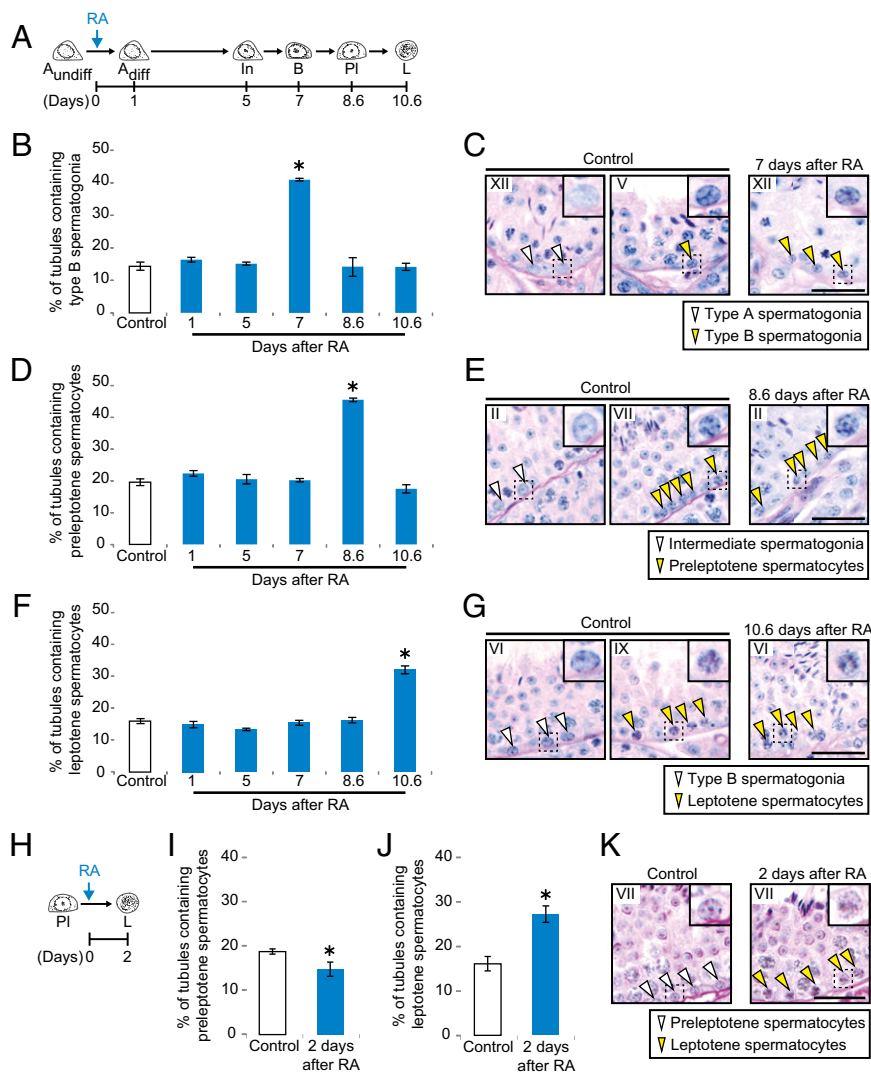 A
RA
A undiff
A diff
In
B
Pl
L
(Days) 0 1 5 7 8.6 10.6
B
% of tubules containing
type B spermatogonia
50
40
30
20
10
0
*
Control 1 5 7 8.6 10.6
Days after RA
C
Control
7 days after RA
XII
V
XII
Type A spermatogonia
Type B spermatogonia
D
% of tubules containing
preleptotene spermatocytes
50
40
30
20
10
0
*
Control 1 5 7 8.6 10.6
Days after RA
E
Control
8.6 days after RA
II
VII
II
Intermediate spermatogonia
Preleptotene spermatocytes
F
% of tubules containing
leptotene spermatocytes
50
40
30
20
10
0
*
Control 1 5 7 8.6 10.6
Days after RA
G
Control
10.6 days after RA
VI
IX
VI
Type B spermatogonia
Leptotene spermatocytes
H
RA
Pl
L
(Days) 0 2
I
% of tubules containing
preleptotene spermatocytes
40
30
20
10
0
*
Control 2 days
after RA
J
% of tubules containing
leptotene spermatocytes
40
30
20
10
0
*
Control 2 days
after RA
K
Control
2 days after RA
VII
VII
Preleptotene spermatocytes
Leptotene spermatocytes